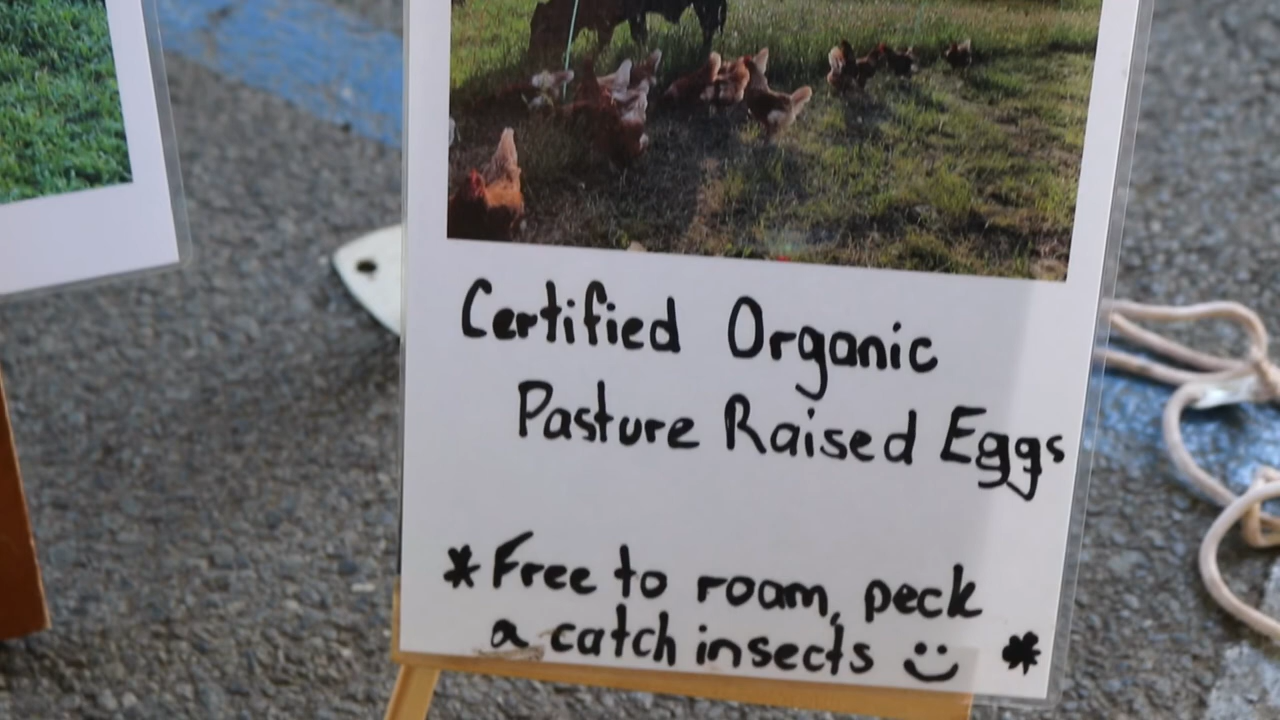 Certified Organic
Pasture Raised Eggs
*Free to roam, peck
a catch insects :) *